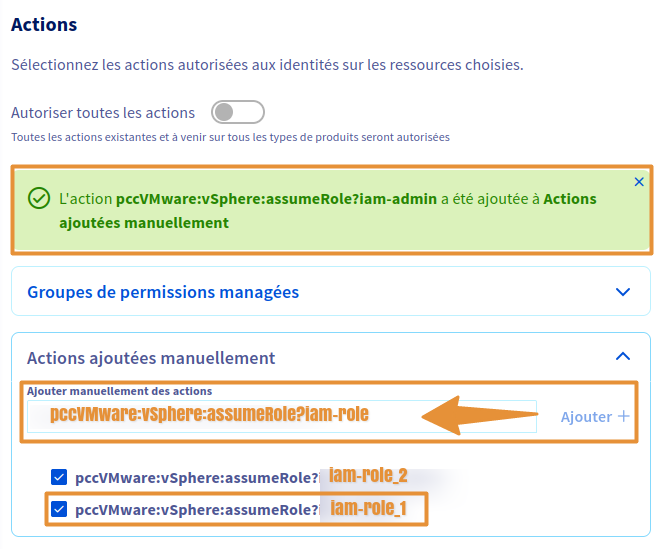 Actions
Sélectionnez les actions autorisées aux identités sur les ressources choisies.
Autoriser toutes les actions
Toutes les actions existantes et à venir sur tous les types de produits seront autorisées
L'action pccVMware:vSphere:assumeRole?iam-admin a été ajoutée à Actions
ajoutées manuellement
Groupes de permissions managées
Actions ajoutées manuellement
Ajouter manuellement des actions
pccVMware:vSphere:assumeRole?iam-role
Ajouter +
pccVMware:vSphere:assumeRole?iam-role_2
pccVMware:vSphere:assumeRole?iam-role_1